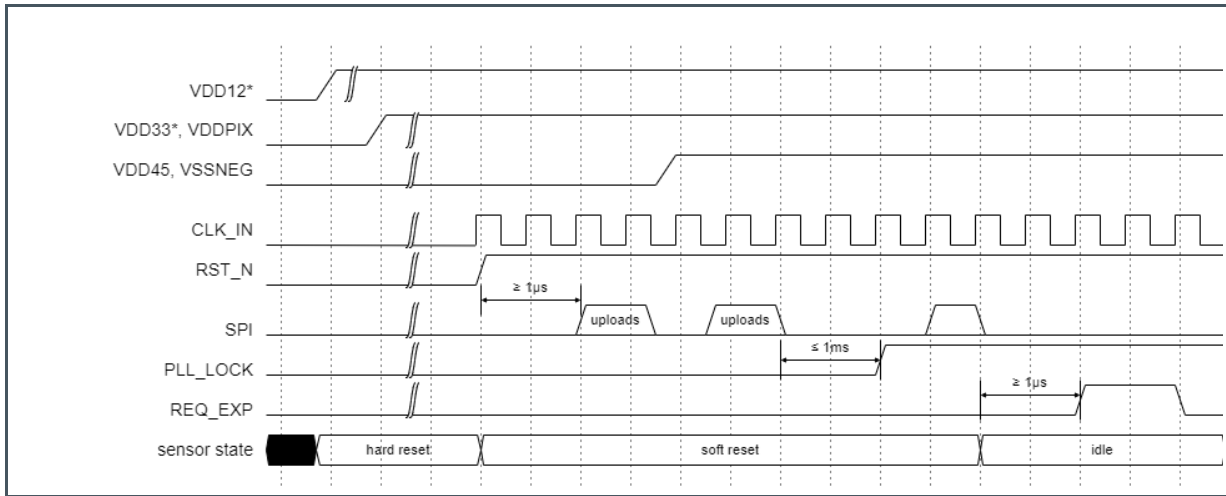 VDD12*
VDD33*, VDDPIX
VDD45, VSSNEG
CLK_IN
RST_N
≥ 1μs
SPI
uploads
uploads
≤ 1ms
PLL_LOCK
≥ 1μs
REQ_EXP
sensor state
hard reset
soft reset
idle